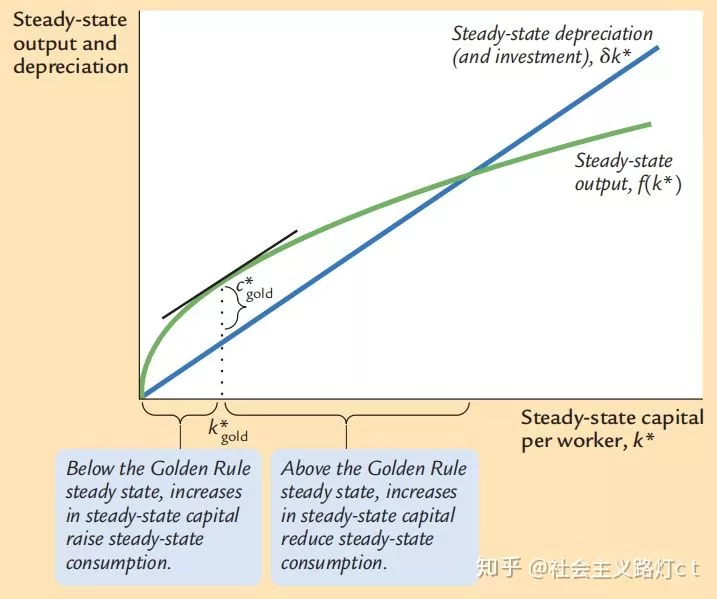 Steady-state
output and
depreciation
Steady-state depreciation
(and investment), δk*
Steady-state
output, f(k*)
c*gold
k*gold
Steady-state capital
per worker, k*
Below the Golden Rule
steady state, increases
in steady-state capital
raise steady-state
consumption.
Above the Golden Rule
steady state, increases
in steady-state capital
reduce steady-state
consumption.
知乎 @社会主义路灯ct